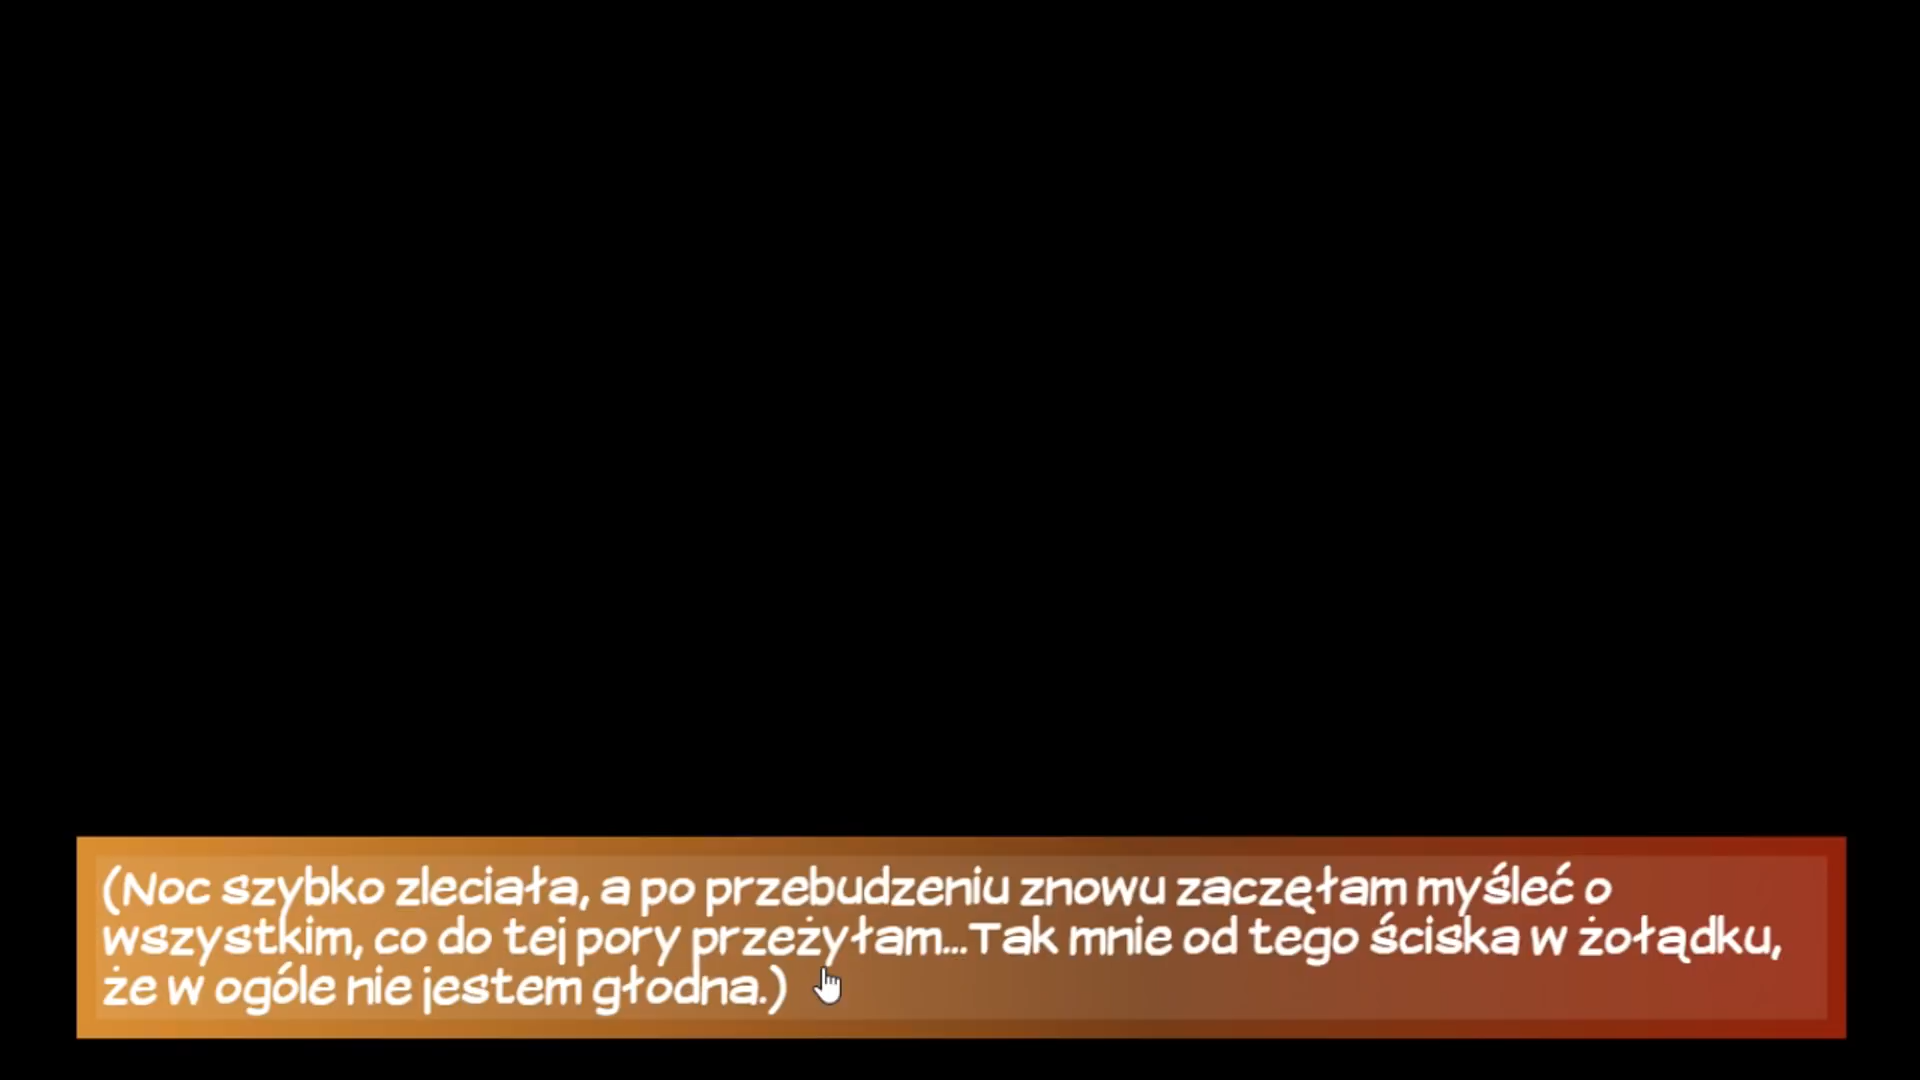 (Noc szybko zleciała, a po przebudzeniu znowu zaczęłam myśleć o
wszystkim, co do tej pory przeżyłam...Tak mnie od tego ściska w żołądku,
że w ogóle nie jestem głodna.)